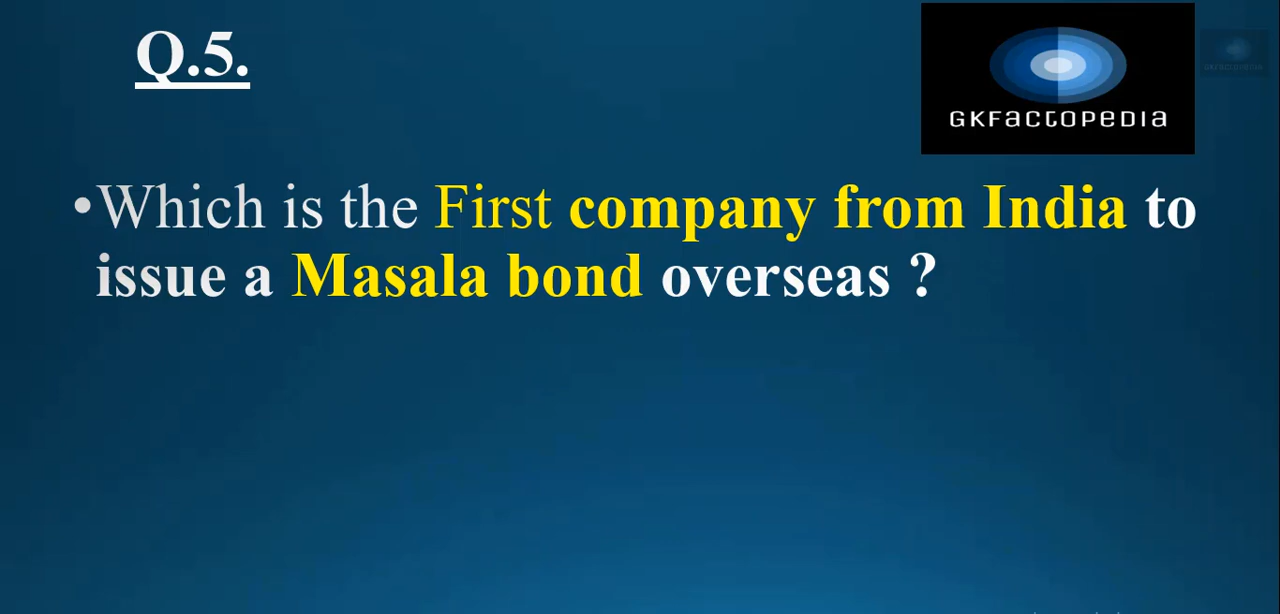 Q.5.
GKFactopedia
•Which is the First company from India to
issue a Masala bond overseas ?